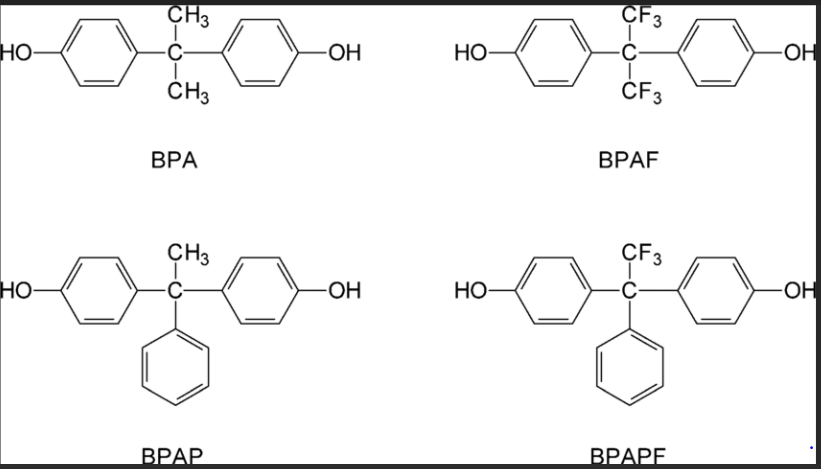 CH3 CF3
HO C OH HO C OH
CH3 CF3
BPA BPAF
CH3 CF3
HO C OH HO C OH
BPAP BPAPF